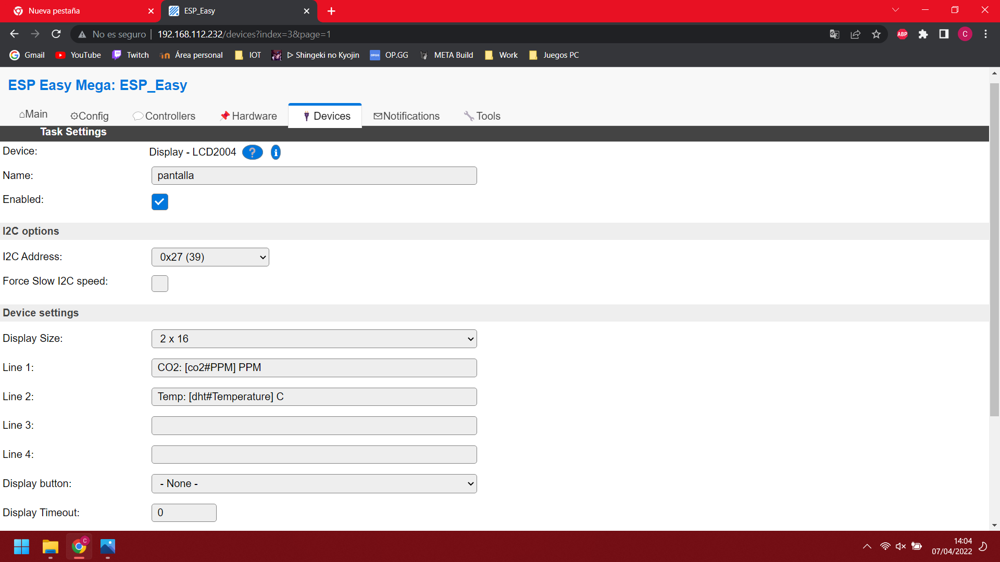 Nueva pestaña
ESP_Easy
No es seguro
192.168.112.232/devices?index=3&page=1
ABP
C
Gmail
YouTube
Twitch
Área personal
IOT
▷ Shingeki no Kyojin
OP.GG
OP.GG
META Build
Work
Juegos PC
ESP Easy Mega: ESP_Easy
Main
Config
Controllers
Hardware
Devices
Notifications
Tools
Task Settings
Device:
Display - LCD2004
?
i
Name:
pantalla
Enabled:
I2C options
I2C Address:
0x27 (39)
Force Slow I2C speed:
Device settings
Display Size:
2 x 16
Line 1:
CO2: [co2#PPM] PPM
Line 2:
Temp: [dht#Temperature] C
Line 3:
Line 4:
Display button:
- None -
Display Timeout:
0
C
14:04
07/04/2022